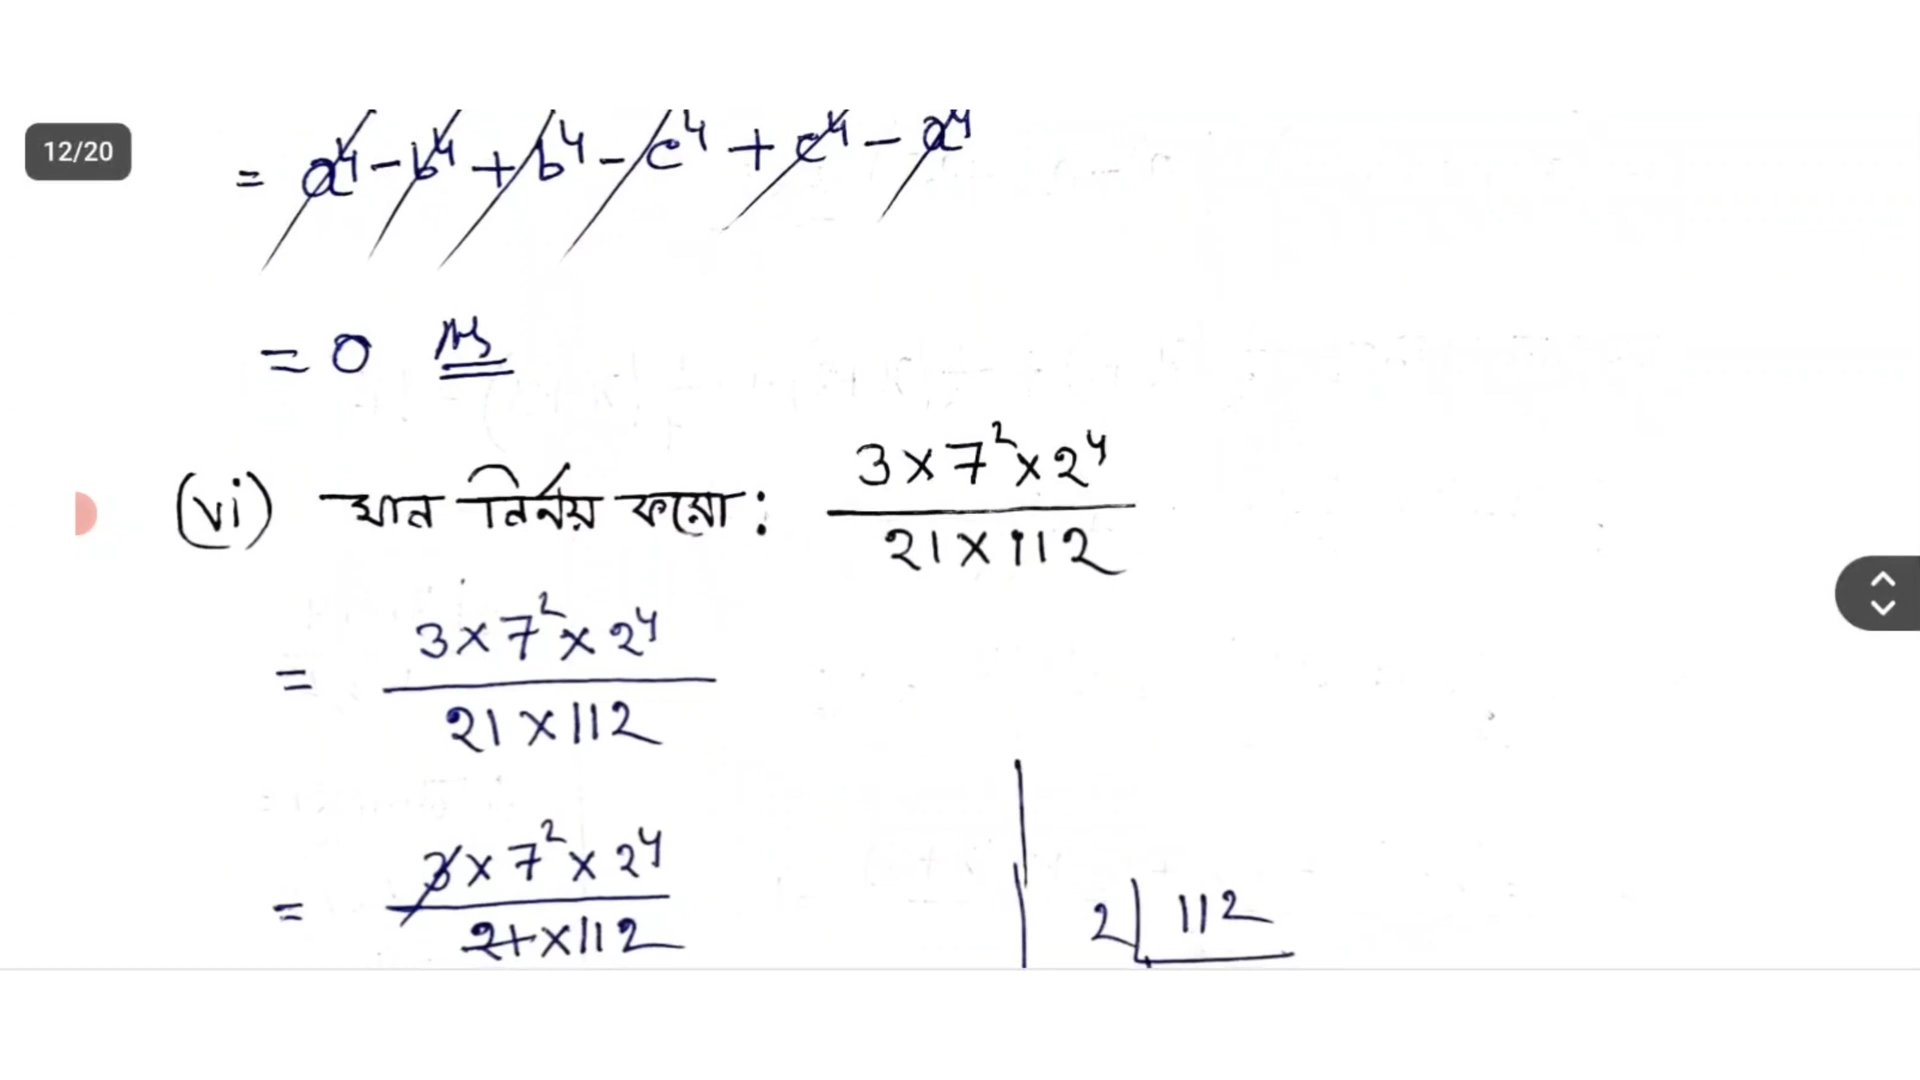 12/20
= a⁴ - b⁴ + b⁴ - c⁴ + c⁴ - a⁴
= 0 Ans
(vi) মান নির্নয় করো : 3 × 7² × 2⁴ / 21 × 112
= 3 × 7² × 2⁴ / 21 × 112
= 3 × 7² × 2⁴ / 21 × 112
2 | 112